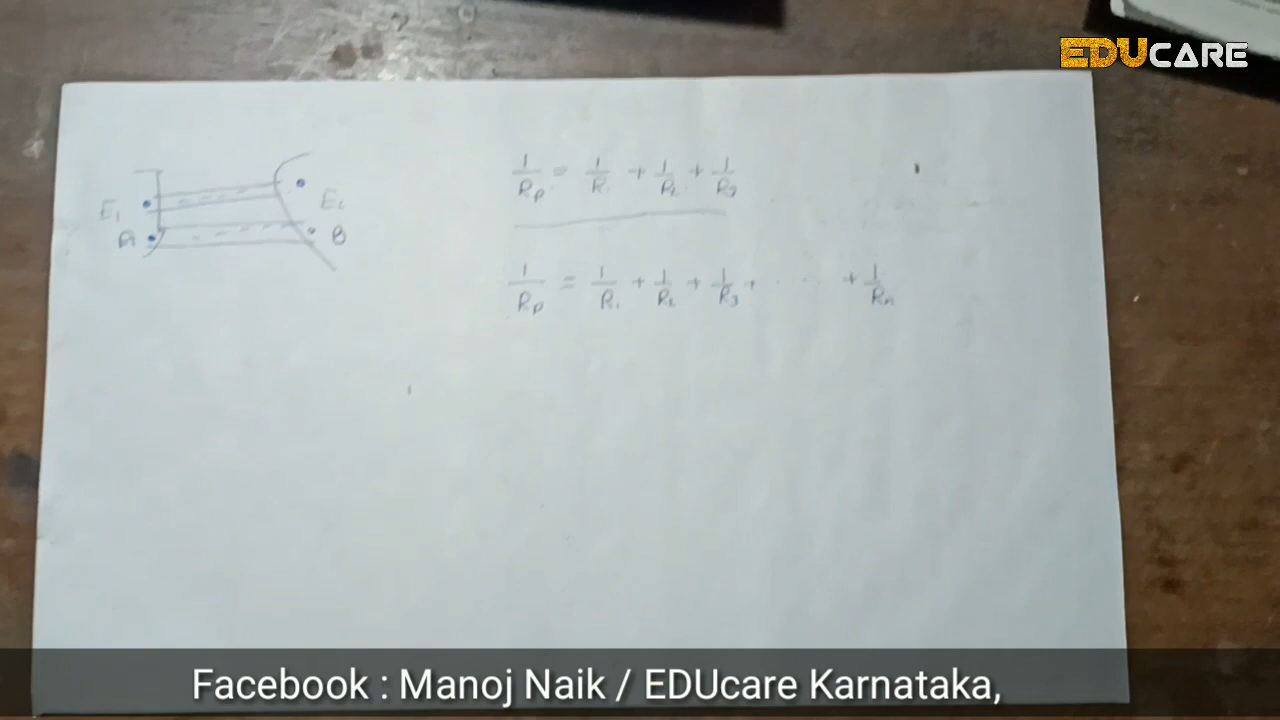 EDUCARE
1/Rp = 1/R1 + 1/R2 + 1/R3
E1
E2
A
B
1/Rp = 1/R1 + 1/R2 + 1/R3 + . . . . + 1/Rn
Facebook : Manoj Naik / EDUcare Karnataka,